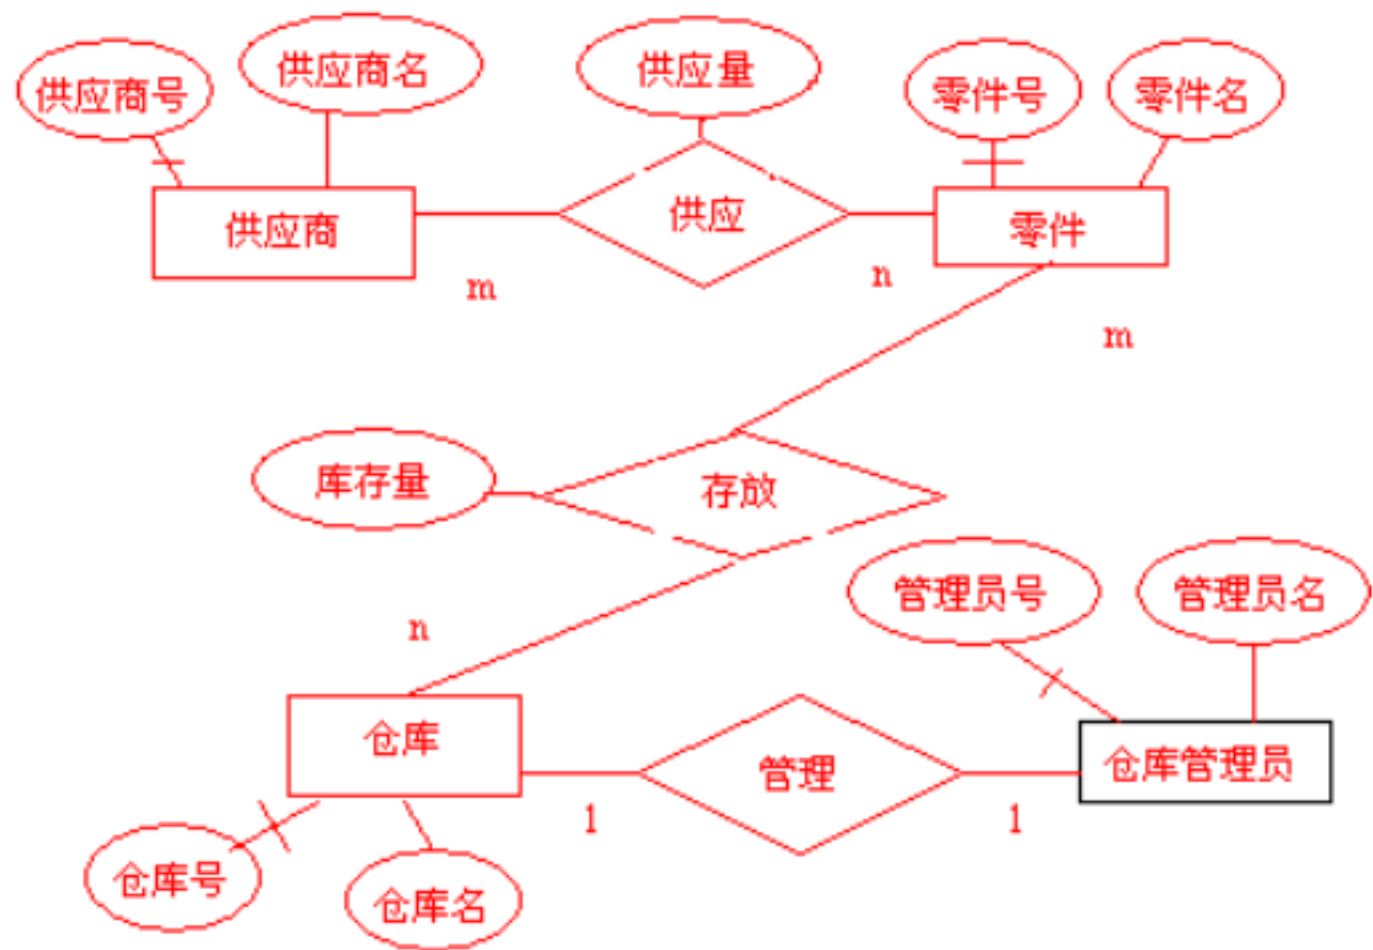 供应商号
供应商名
供应量
零件号
零件名
供应商
供应
零件
m
n
m
库存量
存放
n
管理员号
管理员名
仓库
管理
仓库管理员
1
1
仓库号
仓库名